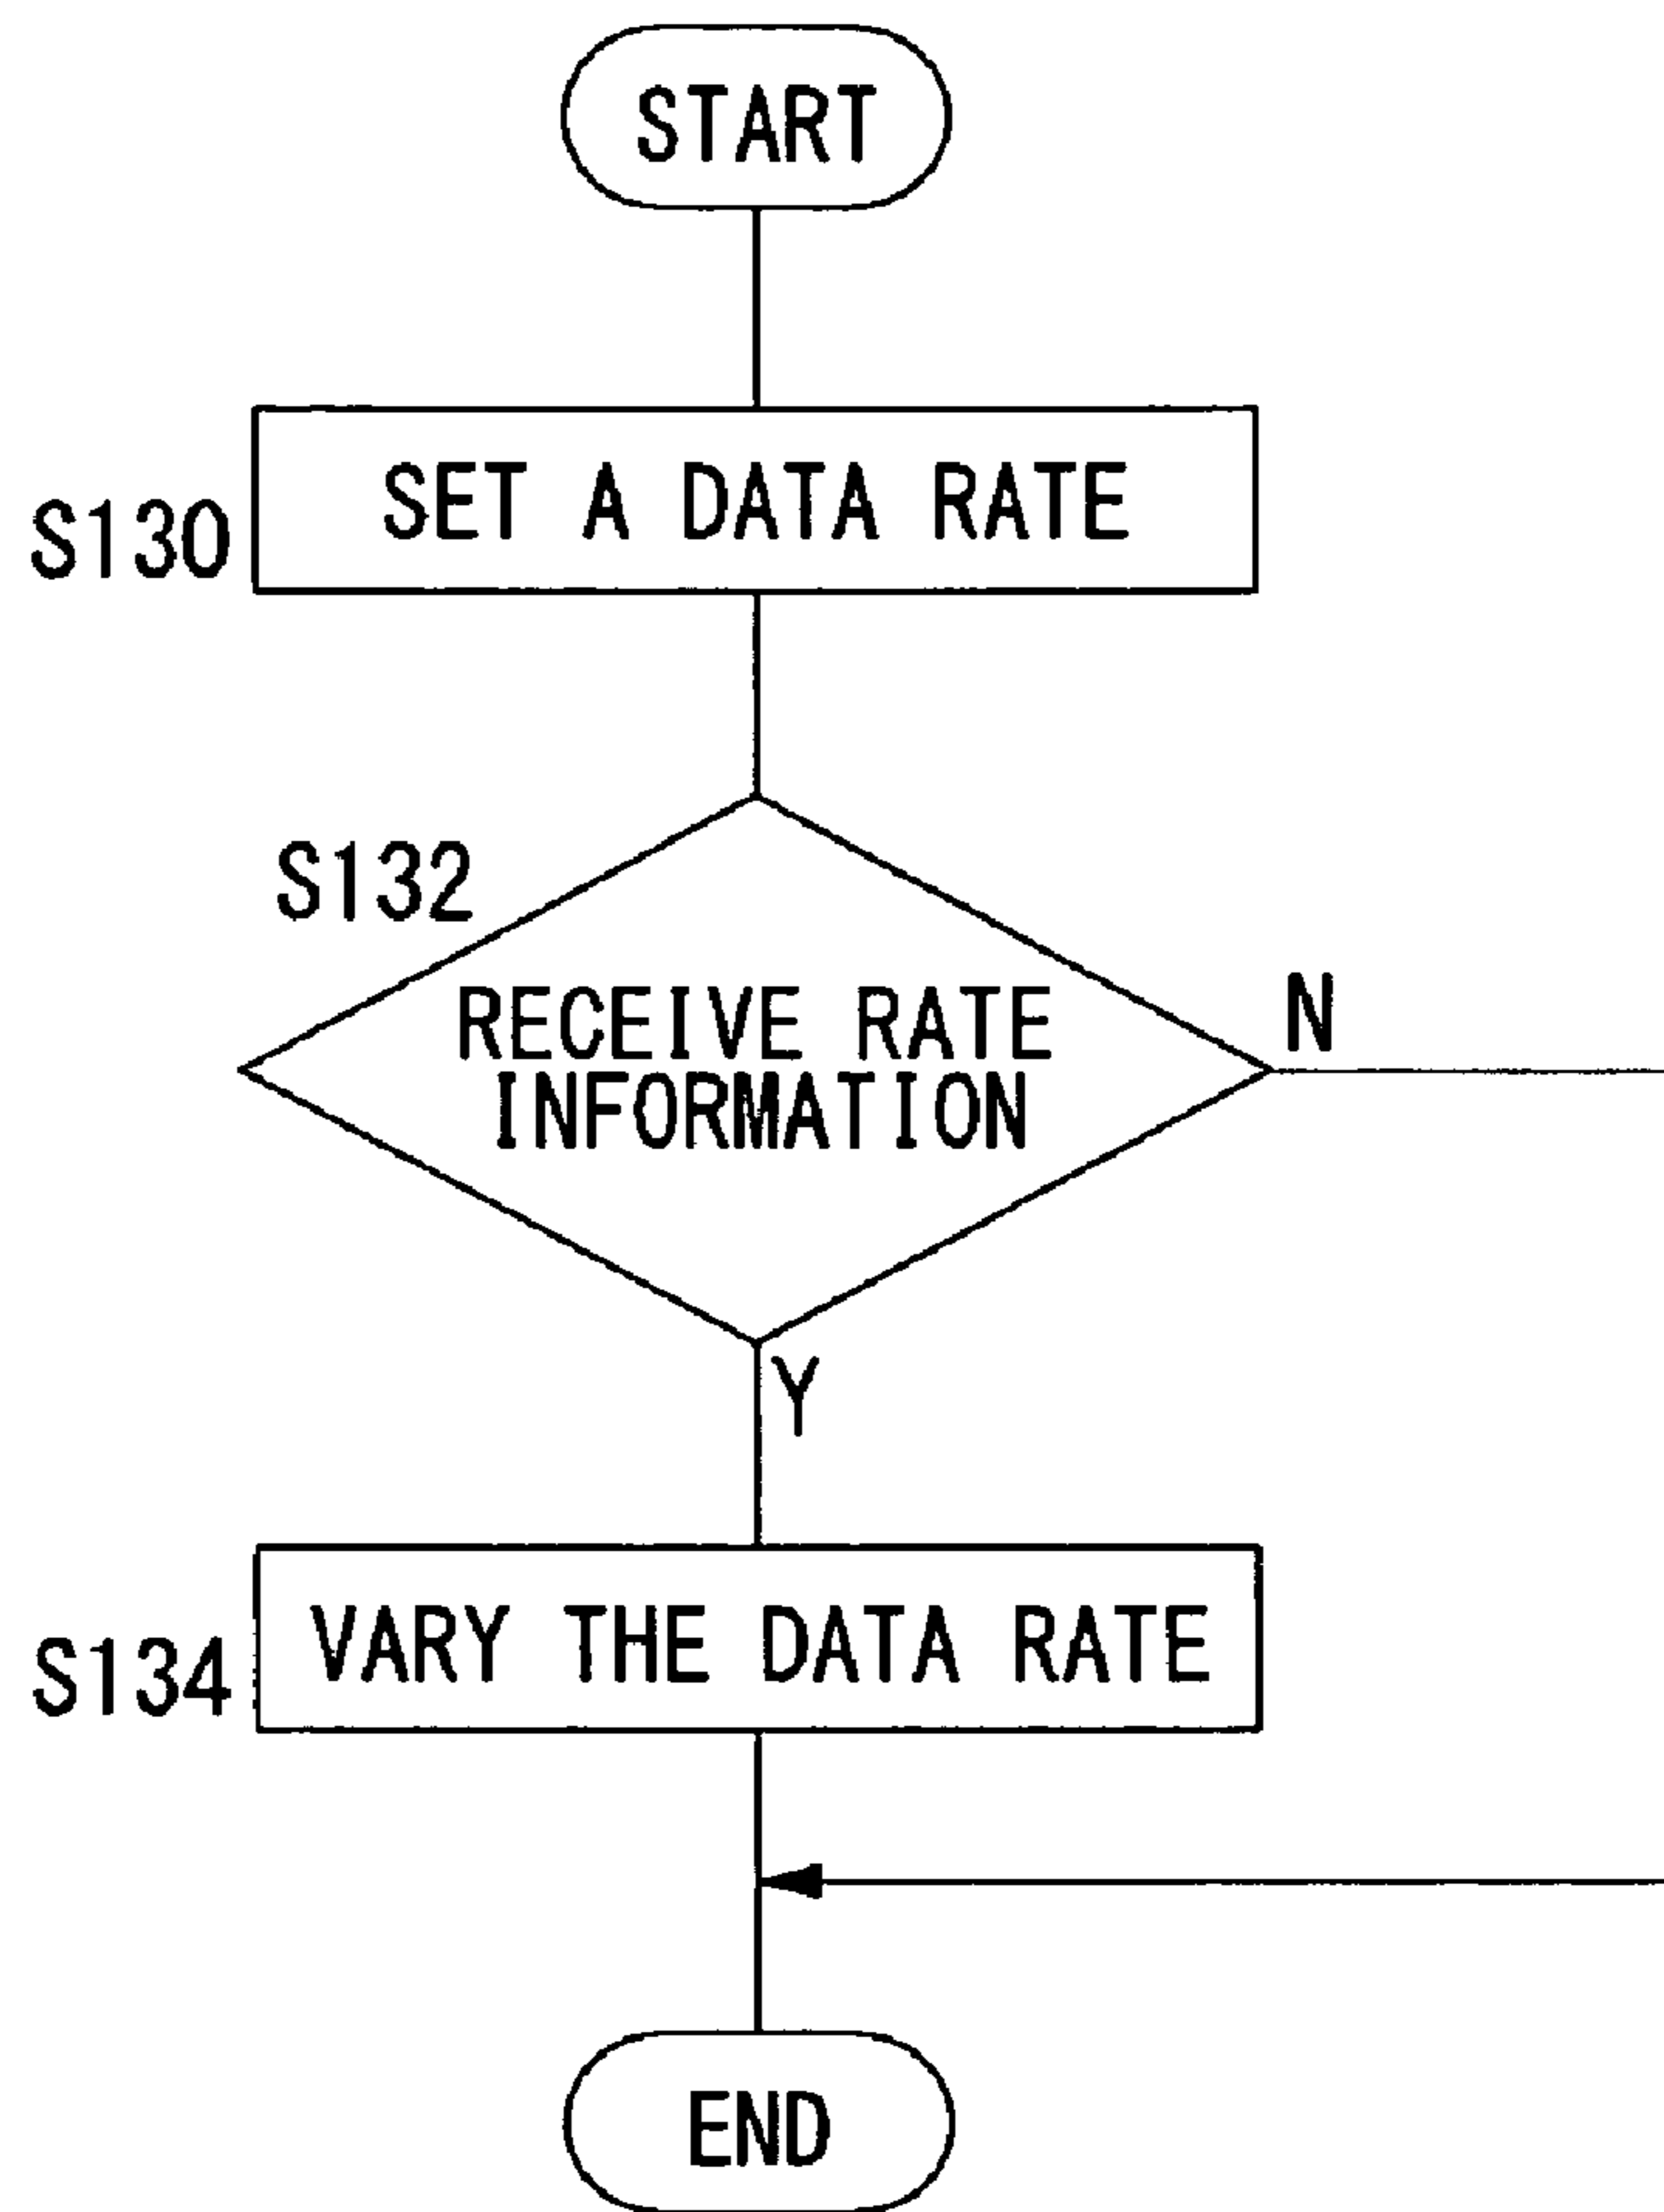 START
S130
SET A DATA RATE
S132
RECEIVE RATE
INFORMATION
N
Y
S134
VARY THE DATA RATE
END